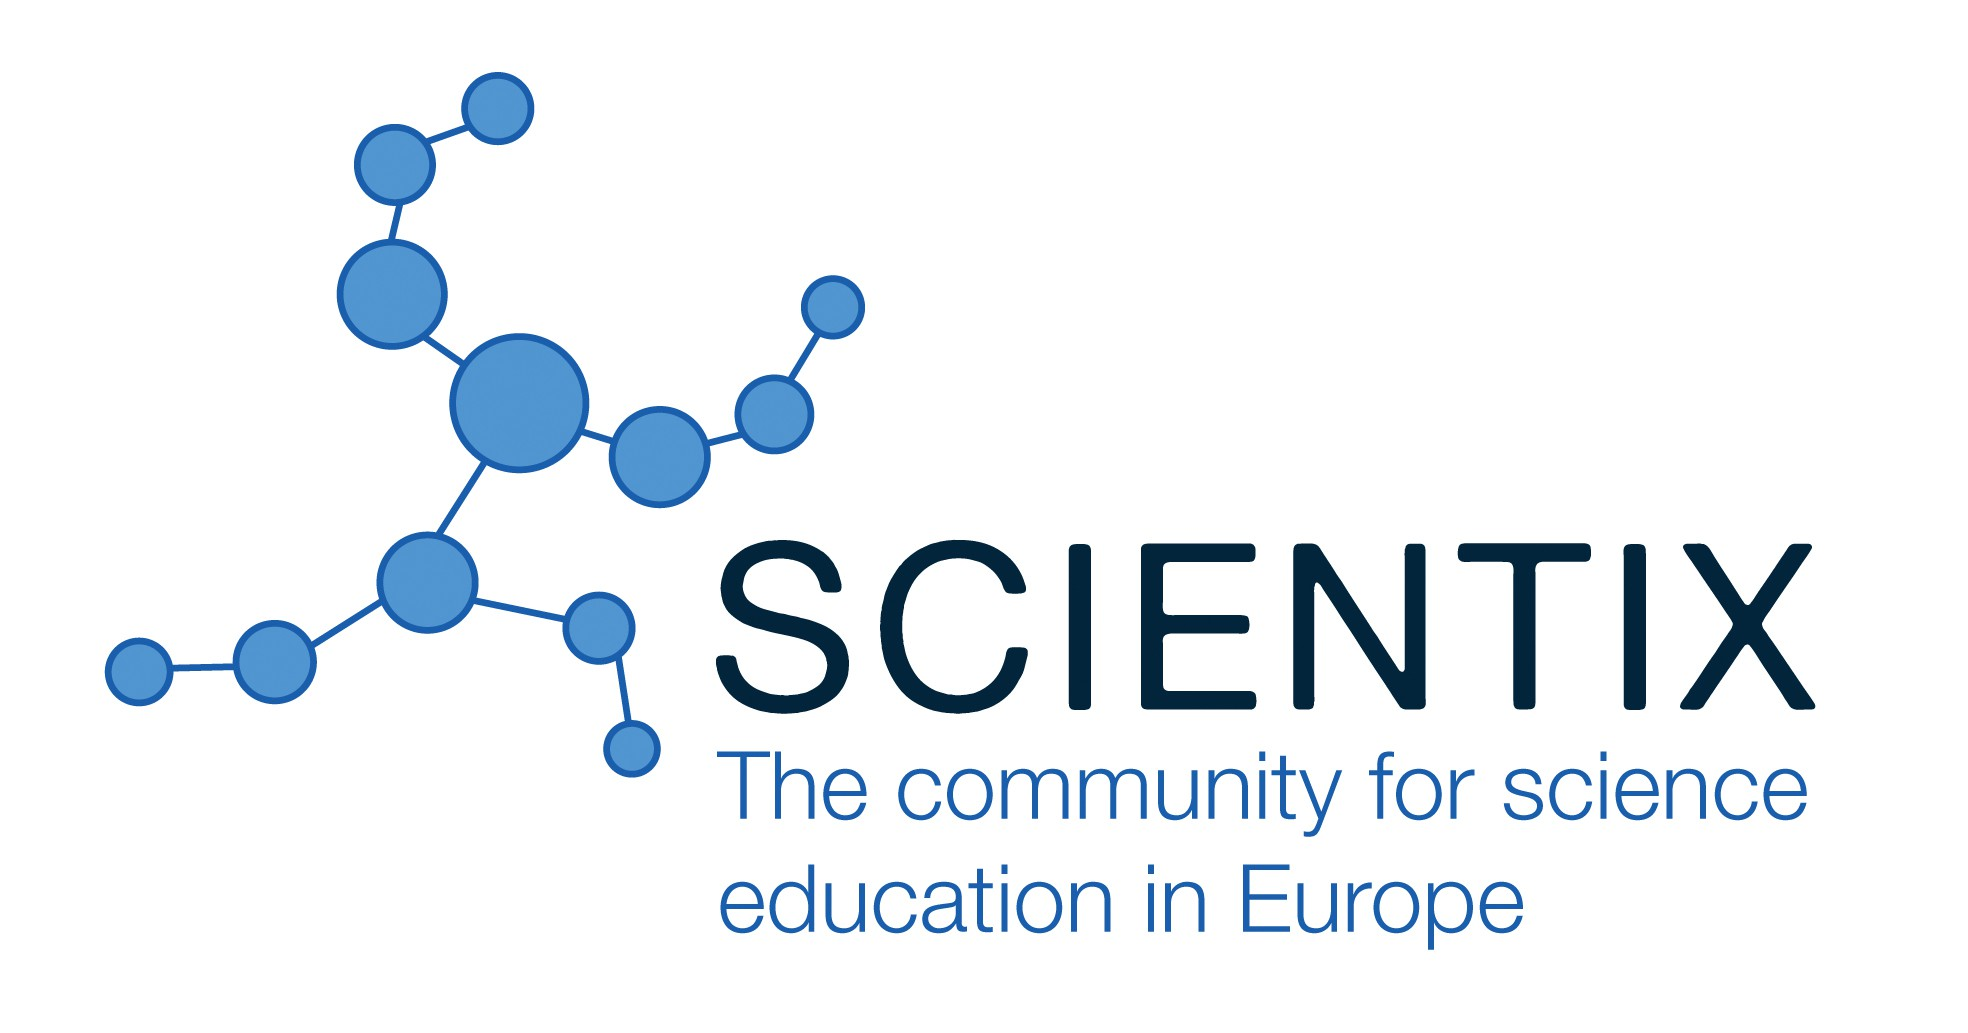 SCIENTIX
The community for science
education in Europe